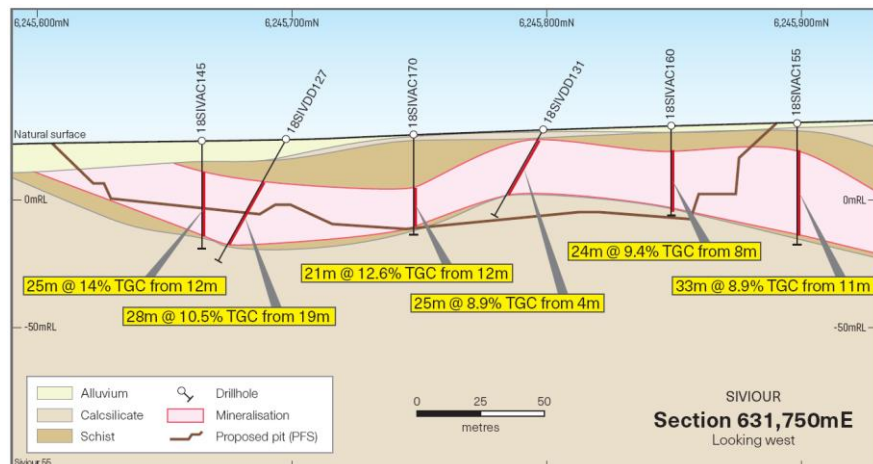 6,245,600mN
6,245,700mN
6,245,800mN
6,245,900mN
18SIVAC145
18SIVDD127
18SIVAC170
18SIVDD131
18SIVAC160
18SIVAC155
Natural surface
0mRL
0mRL
25m @ 14% TGC from 12m
28m @ 10.5% TGC from 19m
21m @ 12.6% TGC from 12m
25m @ 8.9% TGC from 4m
24m @ 9.4% TGC from 8m
33m @ 8.9% TGC from 11m
-50mRL
-50mRL
Alluvium
Calcsilicate
Schist
Drillhole
Mineralisation
Proposed pit (PFS)
0 25 50
metres
SIVIOUR
Section 631,750mE
Looking west
Siviour 55